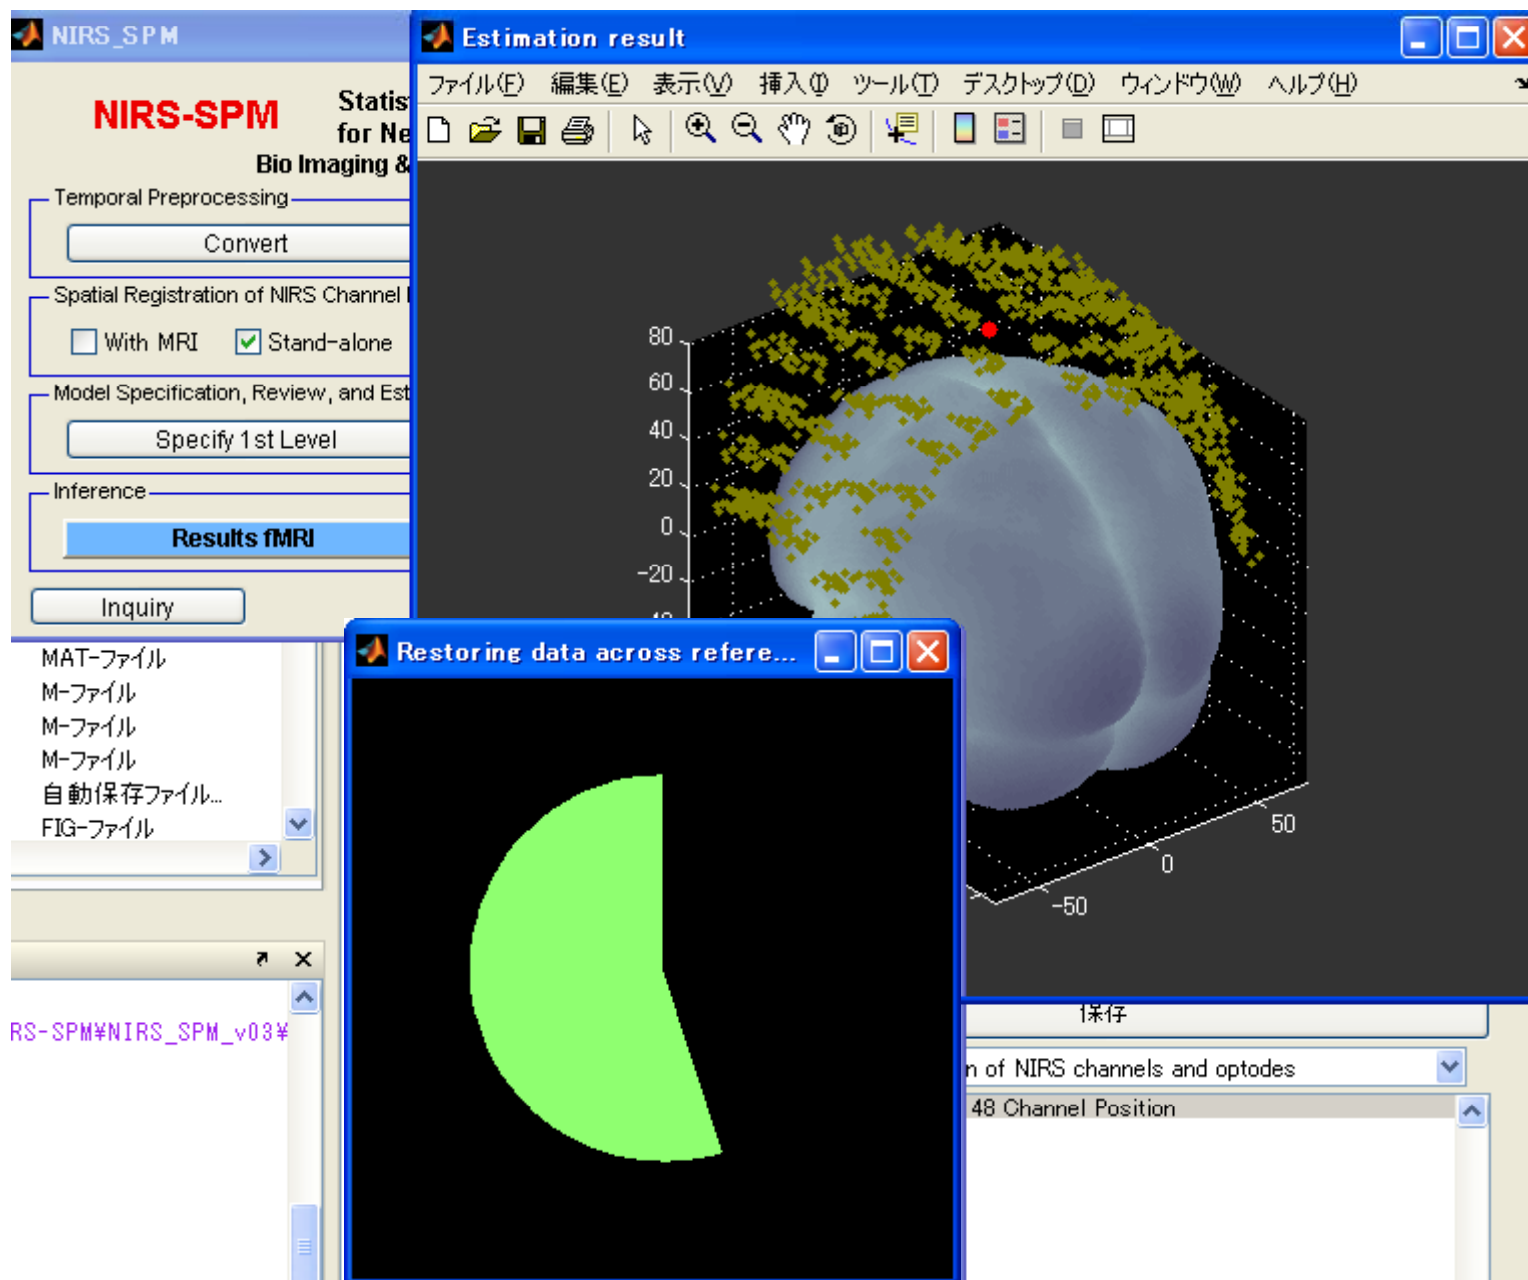 NIRS_SPM
NIRS-SPM
Statis
for Ne
Bio Imaging &
Temporal Preprocessing
Convert
Spatial Registration of NIRS Channel
With MRI
Stand-alone
Model Specification, Review, and Est
Specify 1st Level
Inference
Results fMRI
Inquiry
Estimation result
ファイル(F) 編集(E) 表示(V) 挿入(I) ツール(T) デスクトップ(D) ウィンドウ(W) ヘルプ(H)
80
60
40
20
0
-20
-50
0
50
MAT-ファイル
M-ファイル
M-ファイル
M-ファイル
自動保存ファイル...
FIG-ファイル
Restoring data across refere...
RS-SPM¥NIRS_SPM_v03¥
保存
n of NIRS channels and optodes
48 Channel Position